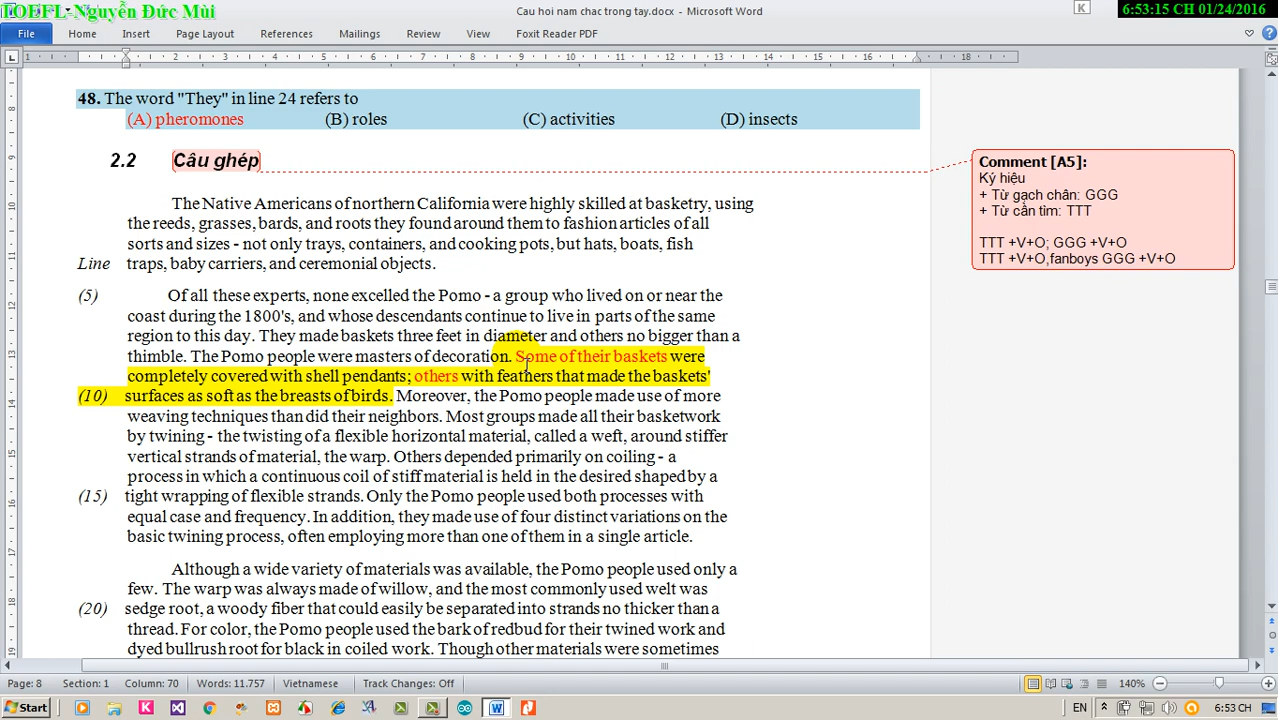 TOEFL-Nguyễn Đức Mùi
Cau hoi nam chac trong tay.docx - Microsoft Word
K
6:53:15 CH 01/24/2016
File Home Insert Page Layout References Mailings Review View Foxit Reader PDF
1 1 2 3 4 5 6 7 8 9 10 11 12 13 14 15 16 18
48. The word "They" in line 24 refers to
(A) pheromones (B) roles (C) activities (D) insects
2.2 Câu ghép
Comment [A5]:
Ký hiệu
+ Từ gạch chân: GGG
+ Từ cần tìm: TTT
TTT +V+O; GGG +V+O
TTT +V+O,fanboys GGG +V+O
The Native Americans of northern California were highly skilled at basketry, using
the reeds, grasses, bards, and roots they found around them to fashion articles of all
sorts and sizes - not only trays, containers, and cooking pots, but hats, boats, fish
Line traps, baby carriers, and ceremonial objects.
(5) Of all these experts, none excelled the Pomo - a group who lived on or near the
coast during the 1800's, and whose descendants continue to live in parts of the same
region to this day. They made baskets three feet in diameter and others no bigger than a
thimble. The Pomo people were masters of decoration. Some of their baskets were
completely covered with shell pendants; others with feathers that made the baskets'
(10) surfaces as soft as the breasts of birds. Moreover, the Pomo people made use of more
weaving techniques than did their neighbors. Most groups made all their basketwork
by twining - the twisting of a flexible horizontal material, called a weft, around stiffer
vertical strands of material, the warp. Others depended primarily on coiling - a
process in which a continuous coil of stiff material is held in the desired shaped by a
(15) tight wrapping of flexible strands. Only the Pomo people used both processes with
equal case and frequency. In addition, they made use of four distinct variations on the
basic twining process, often employing more than one of them in a single article.
Although a wide variety of materials was available, the Pomo people used only a
few. The warp was always made of willow, and the most commonly used welt was
(20) sedge root, a woody fiber that could easily be separated into strands no thicker than a
thread. For color, the Pomo people used the bark of redbud for their twined work and
dyed bullrush root for black in coiled work. Though other materials were sometimes
Page: 8 Section: 1 Column: 70 Words: 11.757 Vietnamese Track Changes: Off 140%
Start EN 6:53 CH